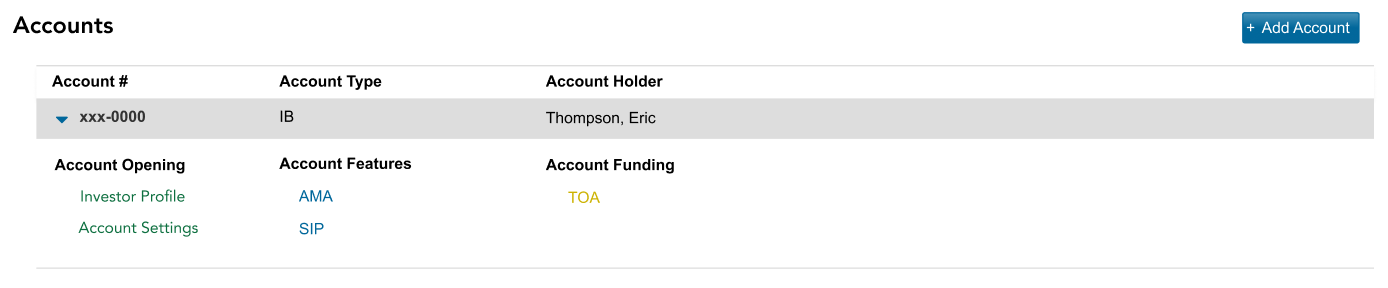 Accounts
+ Add Account
Account # Account Type Account Holder
xxx-0000 IB Thompson, Eric
Account Opening Account Features Account Funding
Investor Profile AMA TOA
Account Settings SIP